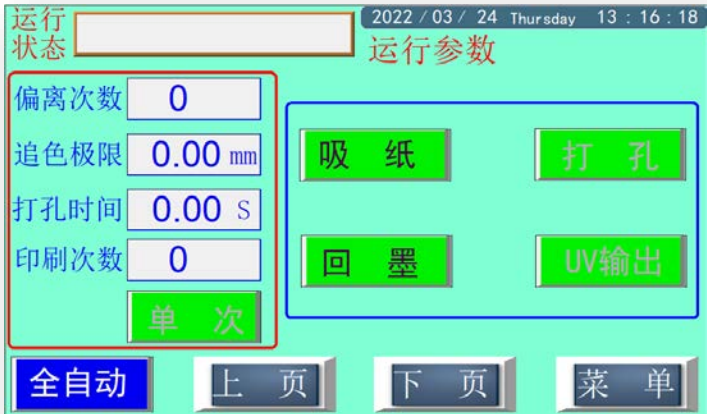 运行状态
2022 / 03 / 24 Thursday 13 : 16 : 18
运行参数
偏离次数 0
追色极限 0.00 mm
打孔时间 0.00 S
印刷次数 0
单 次
吸 纸
打 孔
回 墨
UV输出
全自动
上 页
下 页
菜 单